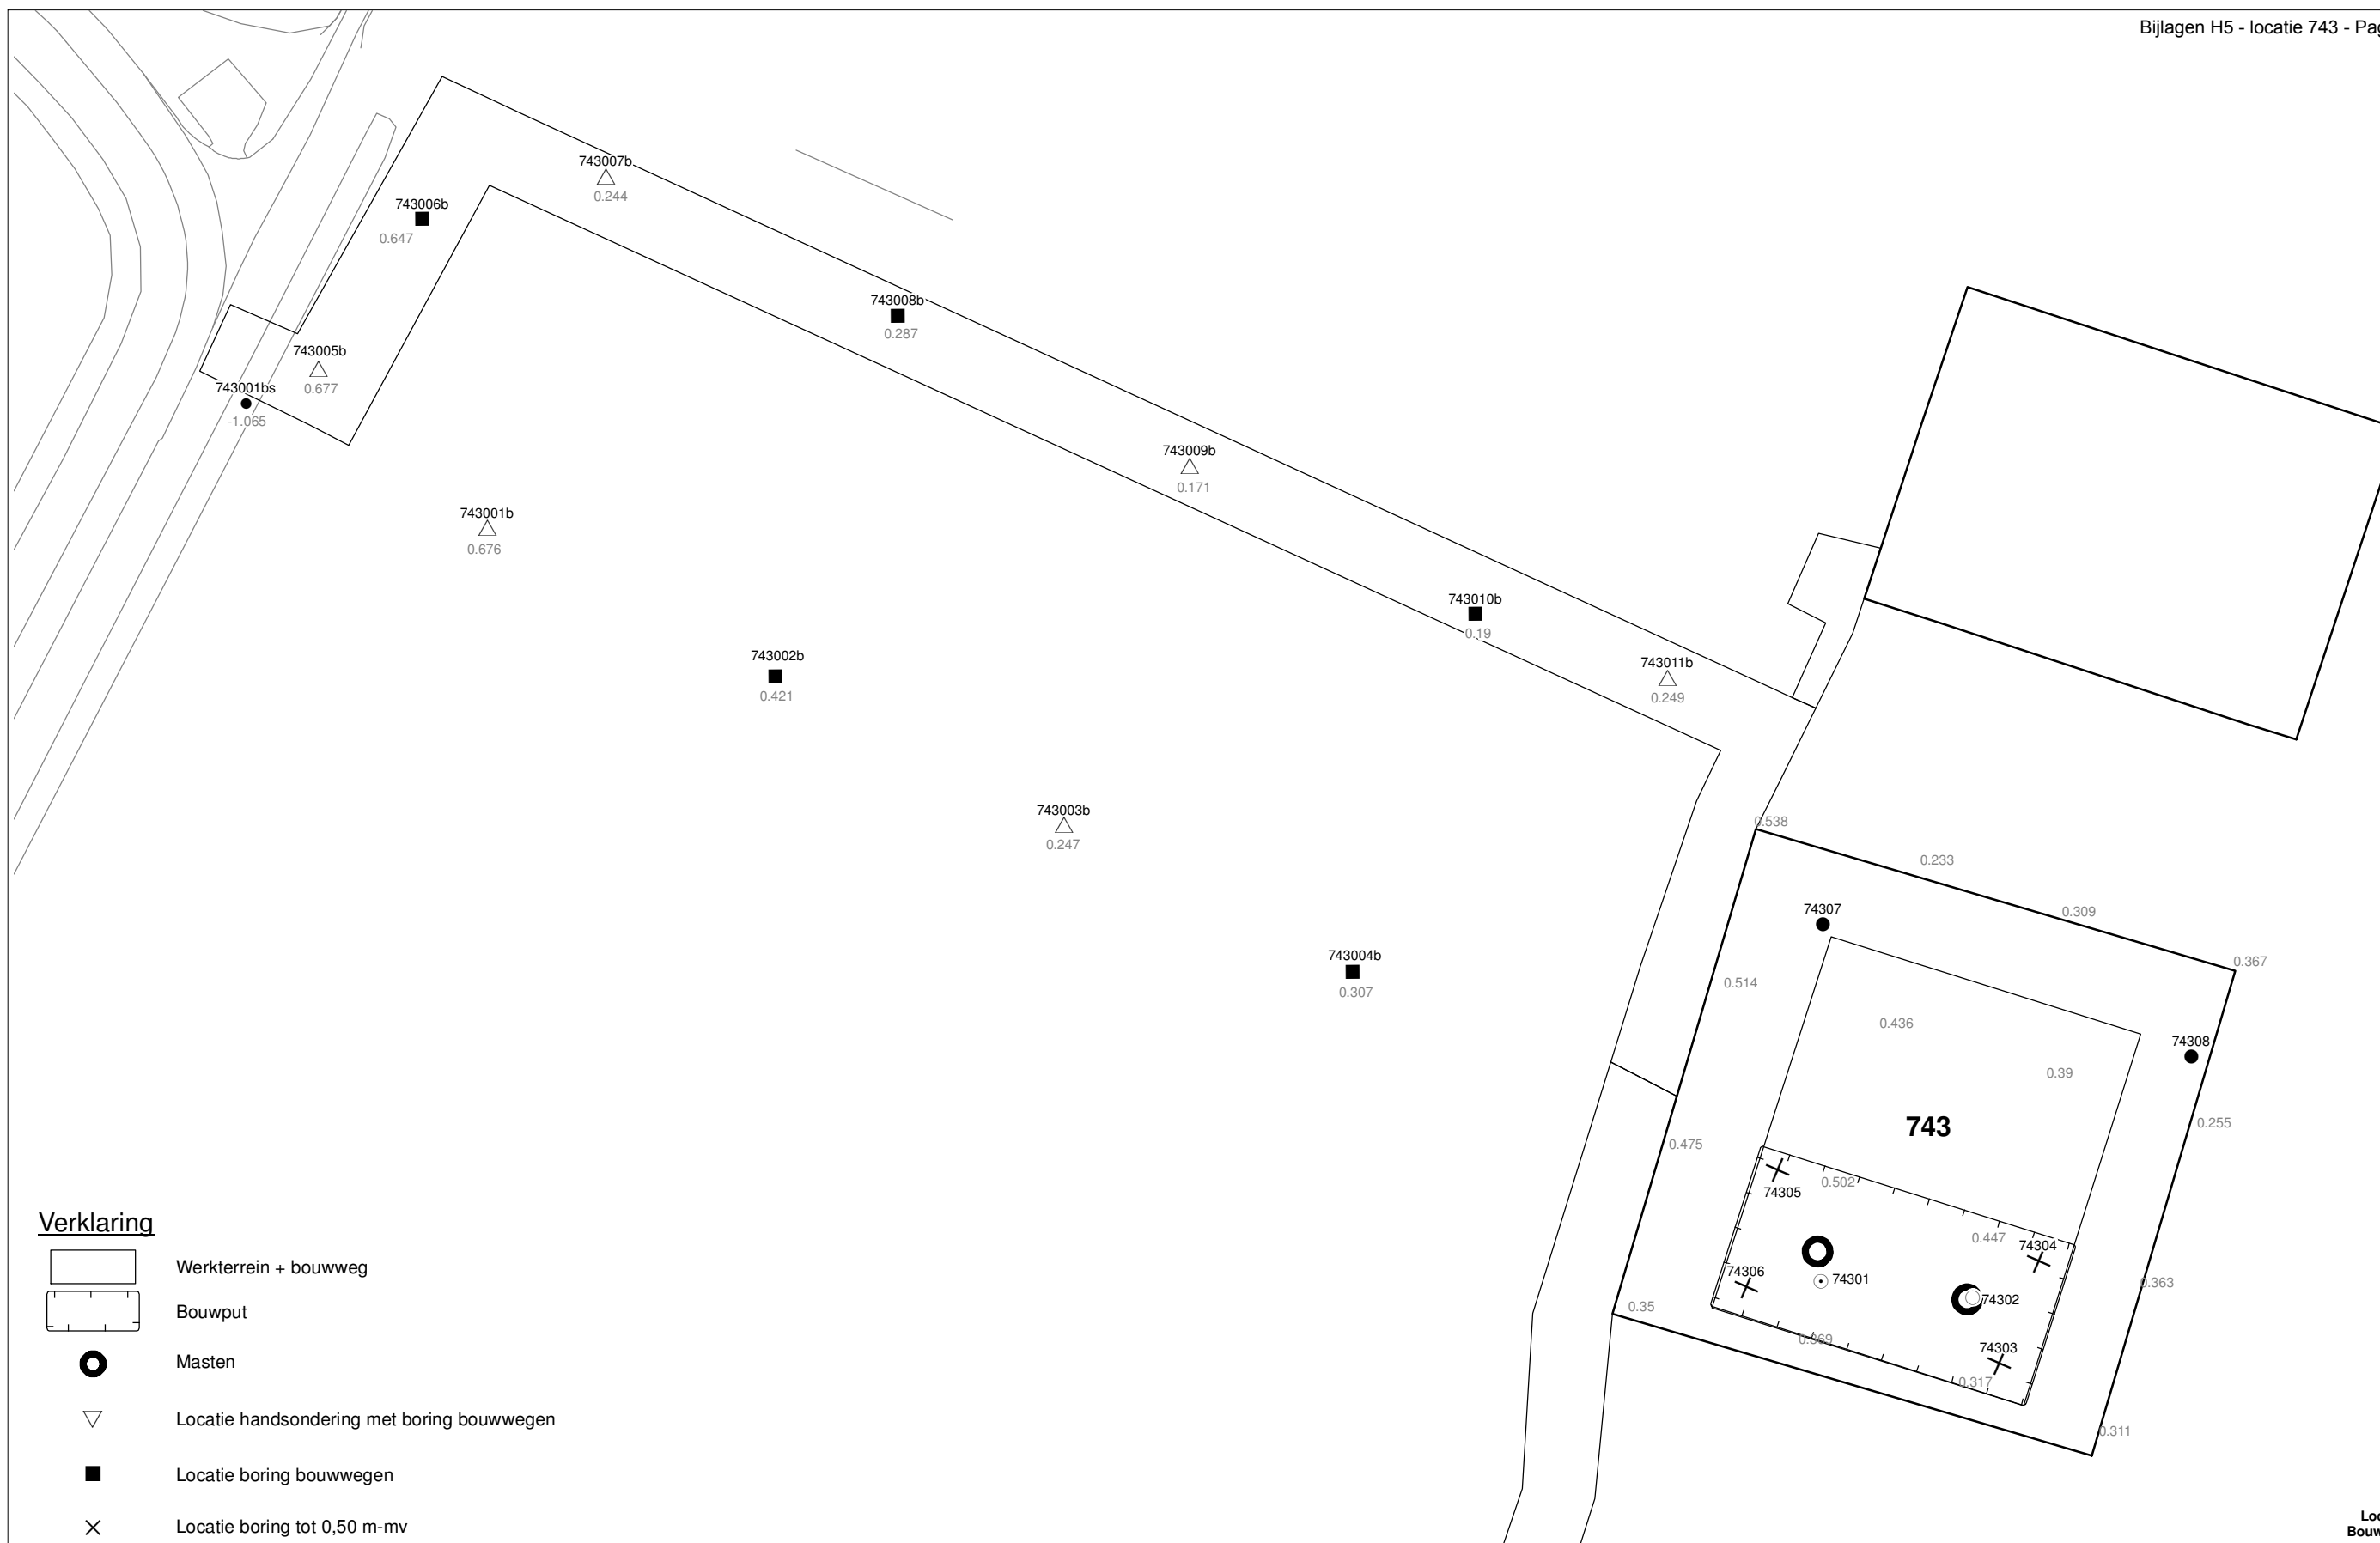 Bijlagen H5 - locatie 743 - Pag
743007b
0.244
743006b
0.647
743008b
0.287
743005b
0.677
743001bs
-1.065
743009b
0.171
743001b
0.676
743010b
0.19
743002b
0.421
743011b
0.249
743003b
0.247
0.538
0.233
0.309
74307
743004b
0.307
0.367
0.514
0.436
74308
0.39
743
0.255
0.475
74305
0.502
0.447
74304
74306
74301
0.363
74302
0.35
0.369
74303
0.317
0.311
Verklaring
Werkterrein + bouwweg
Bouwput
Masten
Locatie handsondering met boring bouwwegen
Locatie boring bouwwegen
Locatie boring tot 0,50 m-mv
Loc
Bouw